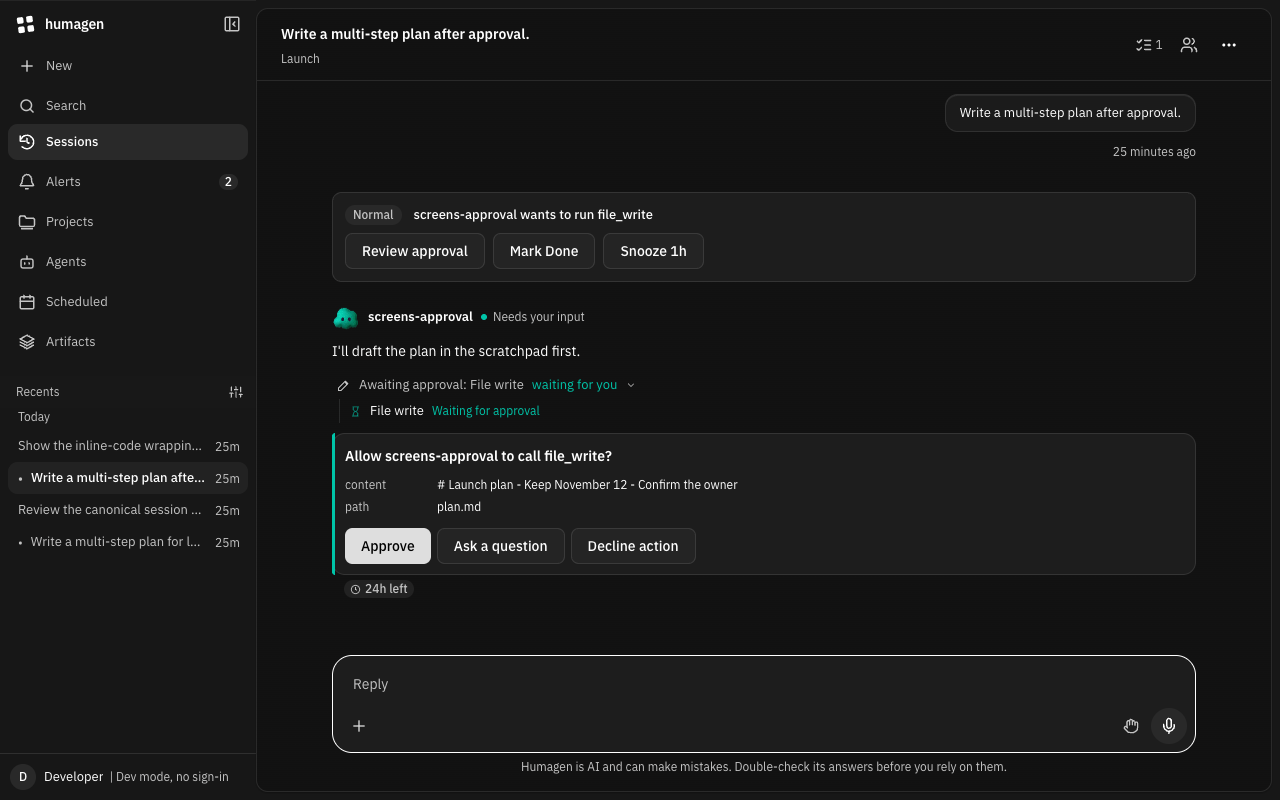 humagen
New
Search
Sessions
Alerts 2
Projects
Agents
Scheduled
Artifacts
Recents
Today
Show the inline-code wrappin... 25m
• Write a multi-step plan afte... 25m
Review the canonical session ... 25m
• Write a multi-step plan for l... 25m
D Developer | Dev mode, no sign-in
Write a multi-step plan after approval.
Launch
1
Write a multi-step plan after approval.
25 minutes ago
Normal screens-approval wants to run file_write
Review approval Mark Done Snooze 1h
screens-approval Needs your input
I'll draft the plan in the scratchpad first.
Awaiting approval: File write waiting for you
File write Waiting for approval
Allow screens-approval to call file_write?
content # Launch plan - Keep November 12 - Confirm the owner
path plan.md
Approve Ask a question Decline action
24h left
Reply
Humagen is AI and can make mistakes. Double-check its answers before you rely on them.